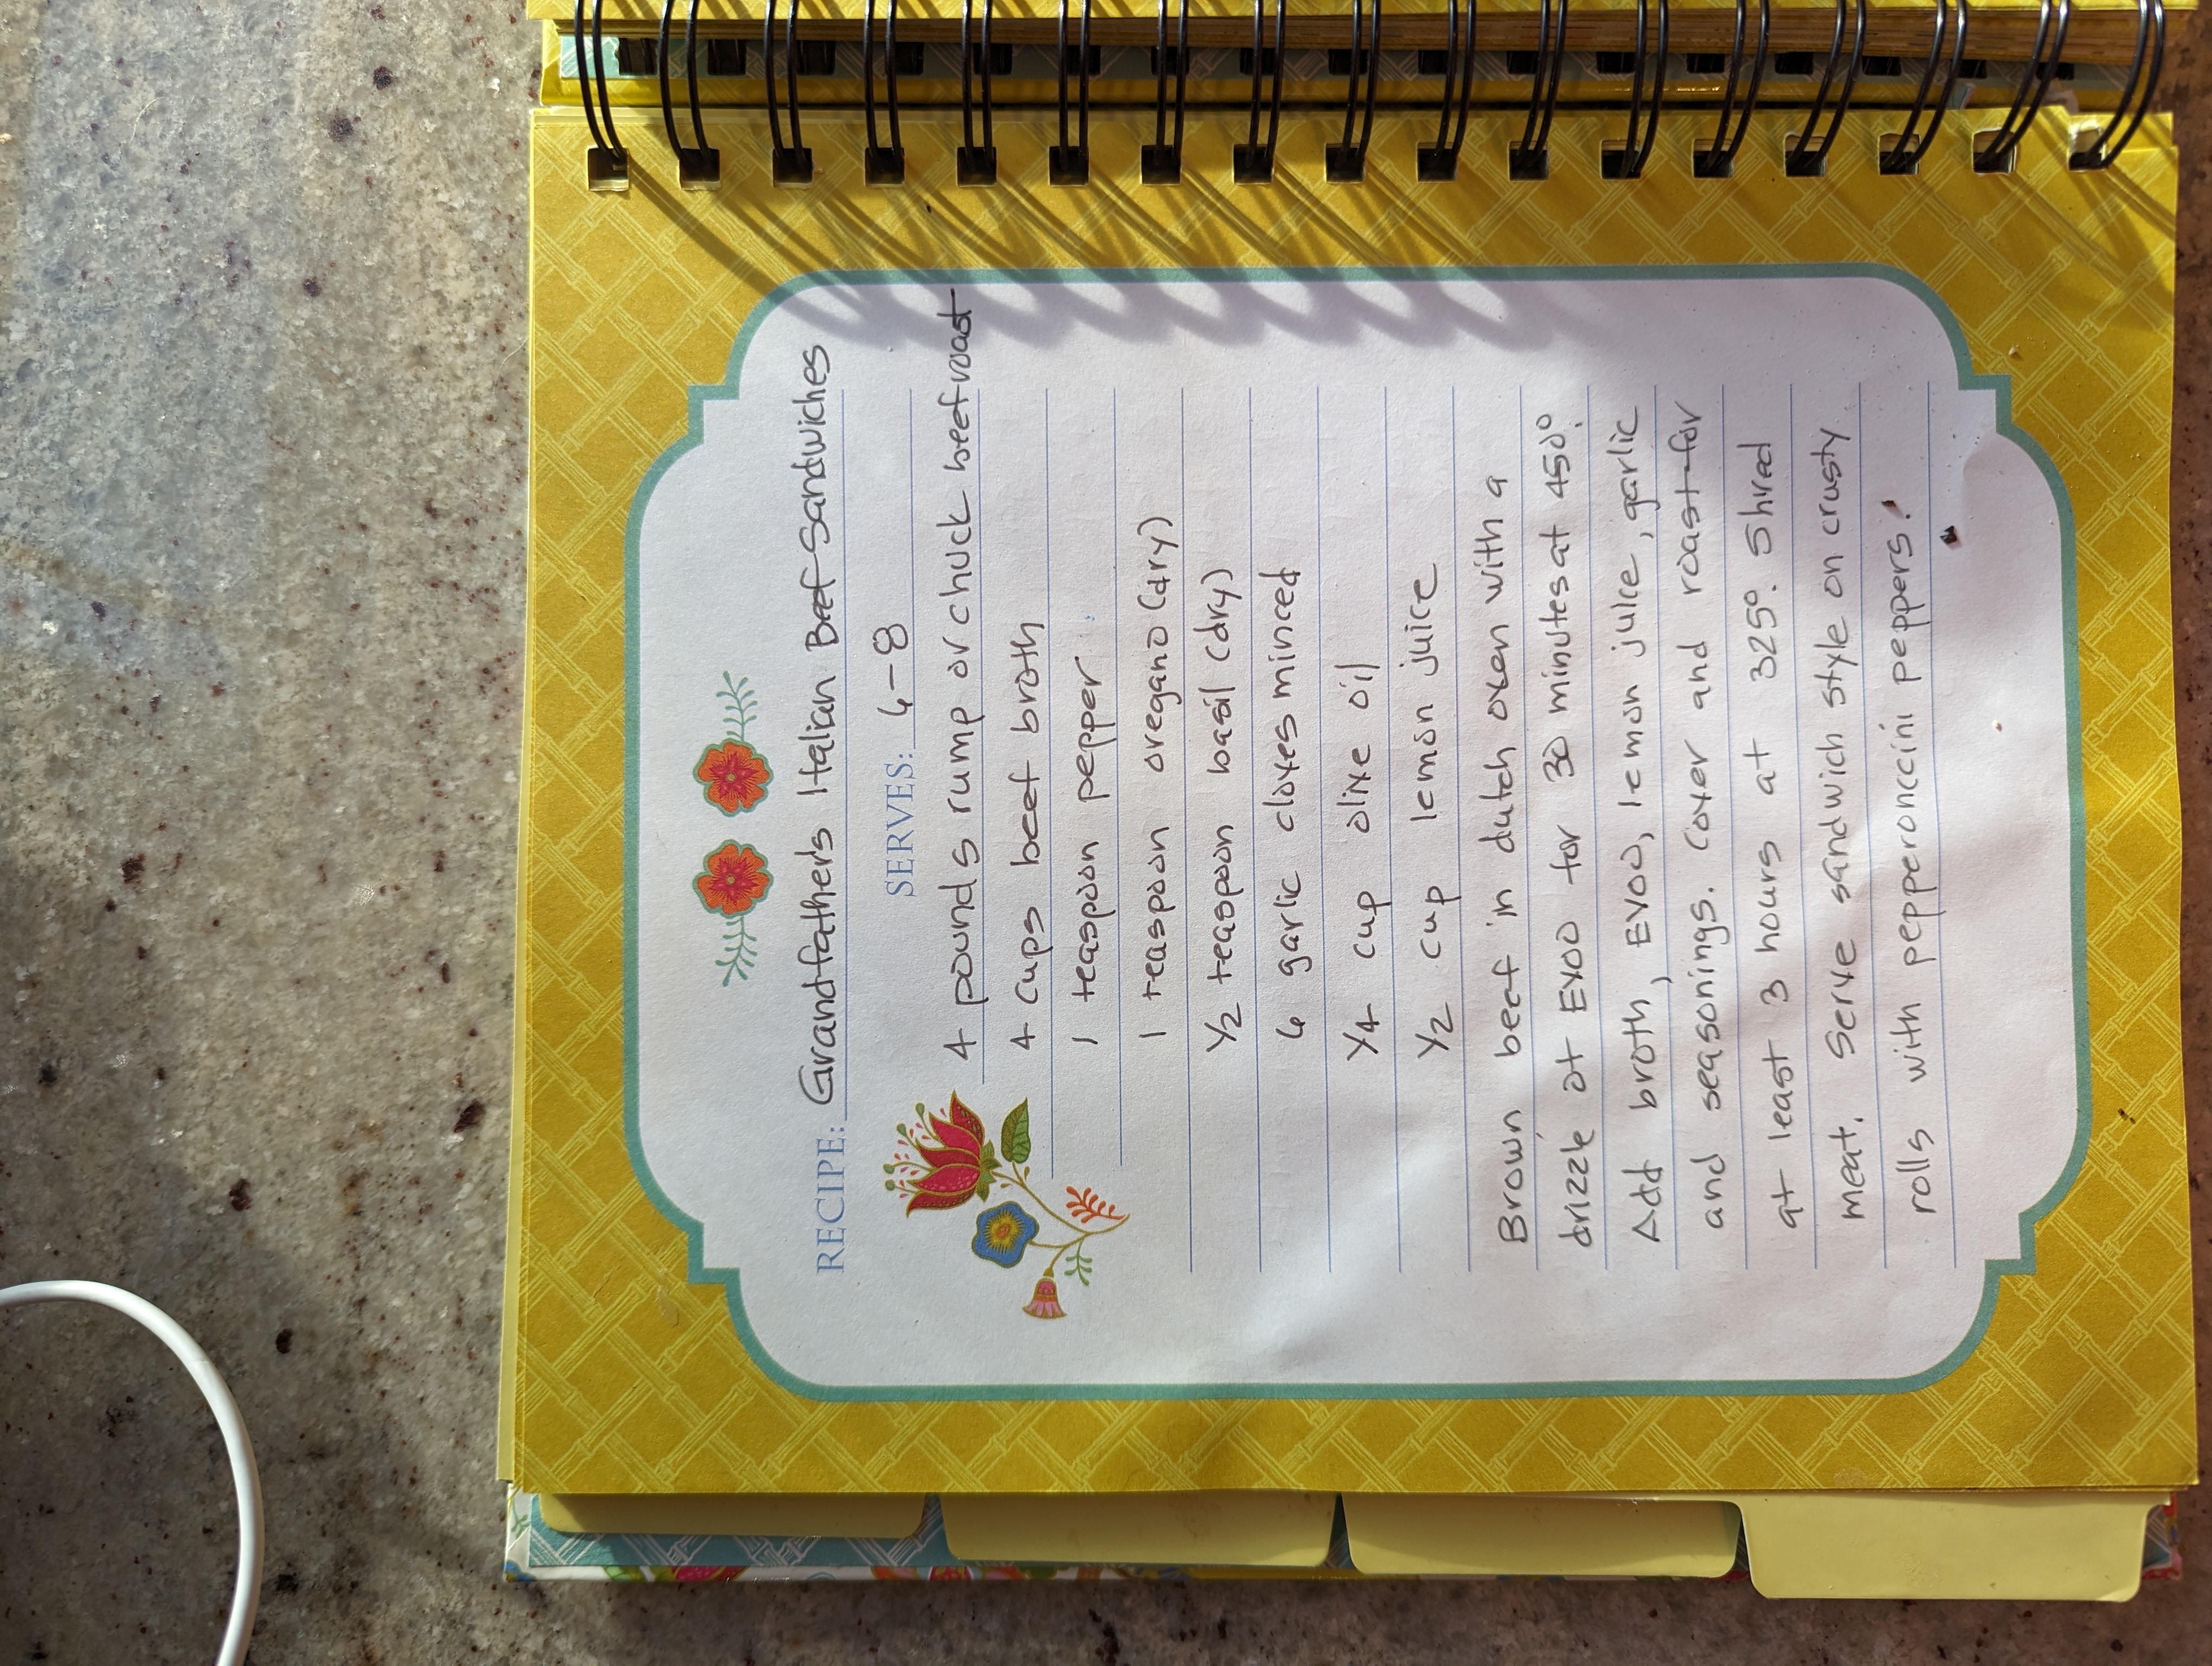 RECIPE: Grandfather's Italian Beef Sandwiches
SERVES: 6-8
4 pounds rump or chuck beef roast
4 cups beef broth
1 teaspoon pepper
1 teaspoon oregano (dry)
1/2 teaspoon basil (dry)
6 garlic cloves minced
1/4 cup olive oil
1/2 cup lemon juice
Brown beef in dutch oven with a
drizzle of EVOO for 30 minutes at 450°.
Add broth, EVOO, lemon juice, garlic
and seasonings. Cover and roast for
at least 3 hours at 325°. Shred
meat. Serve sandwich style on crusty
rolls with pepperonccini peppers!